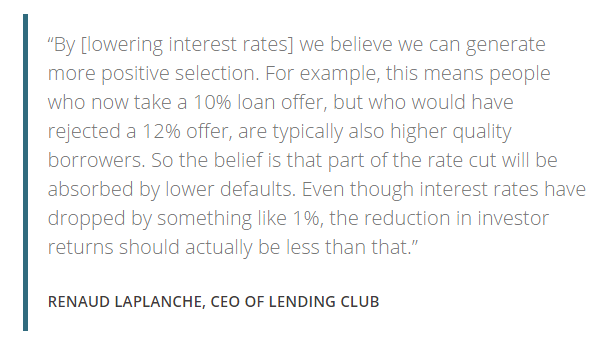 “By [lowering interest rates] we believe we can generate
more positive selection. For example, this means people
who now take a 10% loan offer, but who would have
rejected a 12% offer, are typically also higher quality
borrowers. So the belief is that part of the rate cut will be
absorbed by lower defaults. Even though interest rates have
dropped by something like 1%, the reduction in investor
returns should actually be less than that.”
RENAUD LAPLANCHE, CEO OF LENDING CLUB